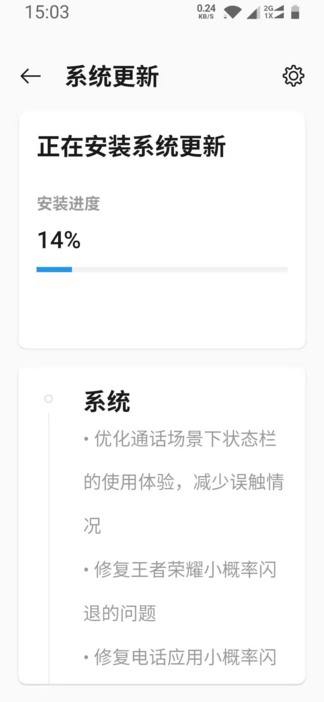 15:03
0.24
KB/S
2G
1X
系统更新
正在安装系统更新
安装进度
14%
系统
• 优化通话场景下状态栏
的使用体验，减少误触情
况
• 修复王者荣耀小概率闪
退的问题
• 修复电话应用小概率闪